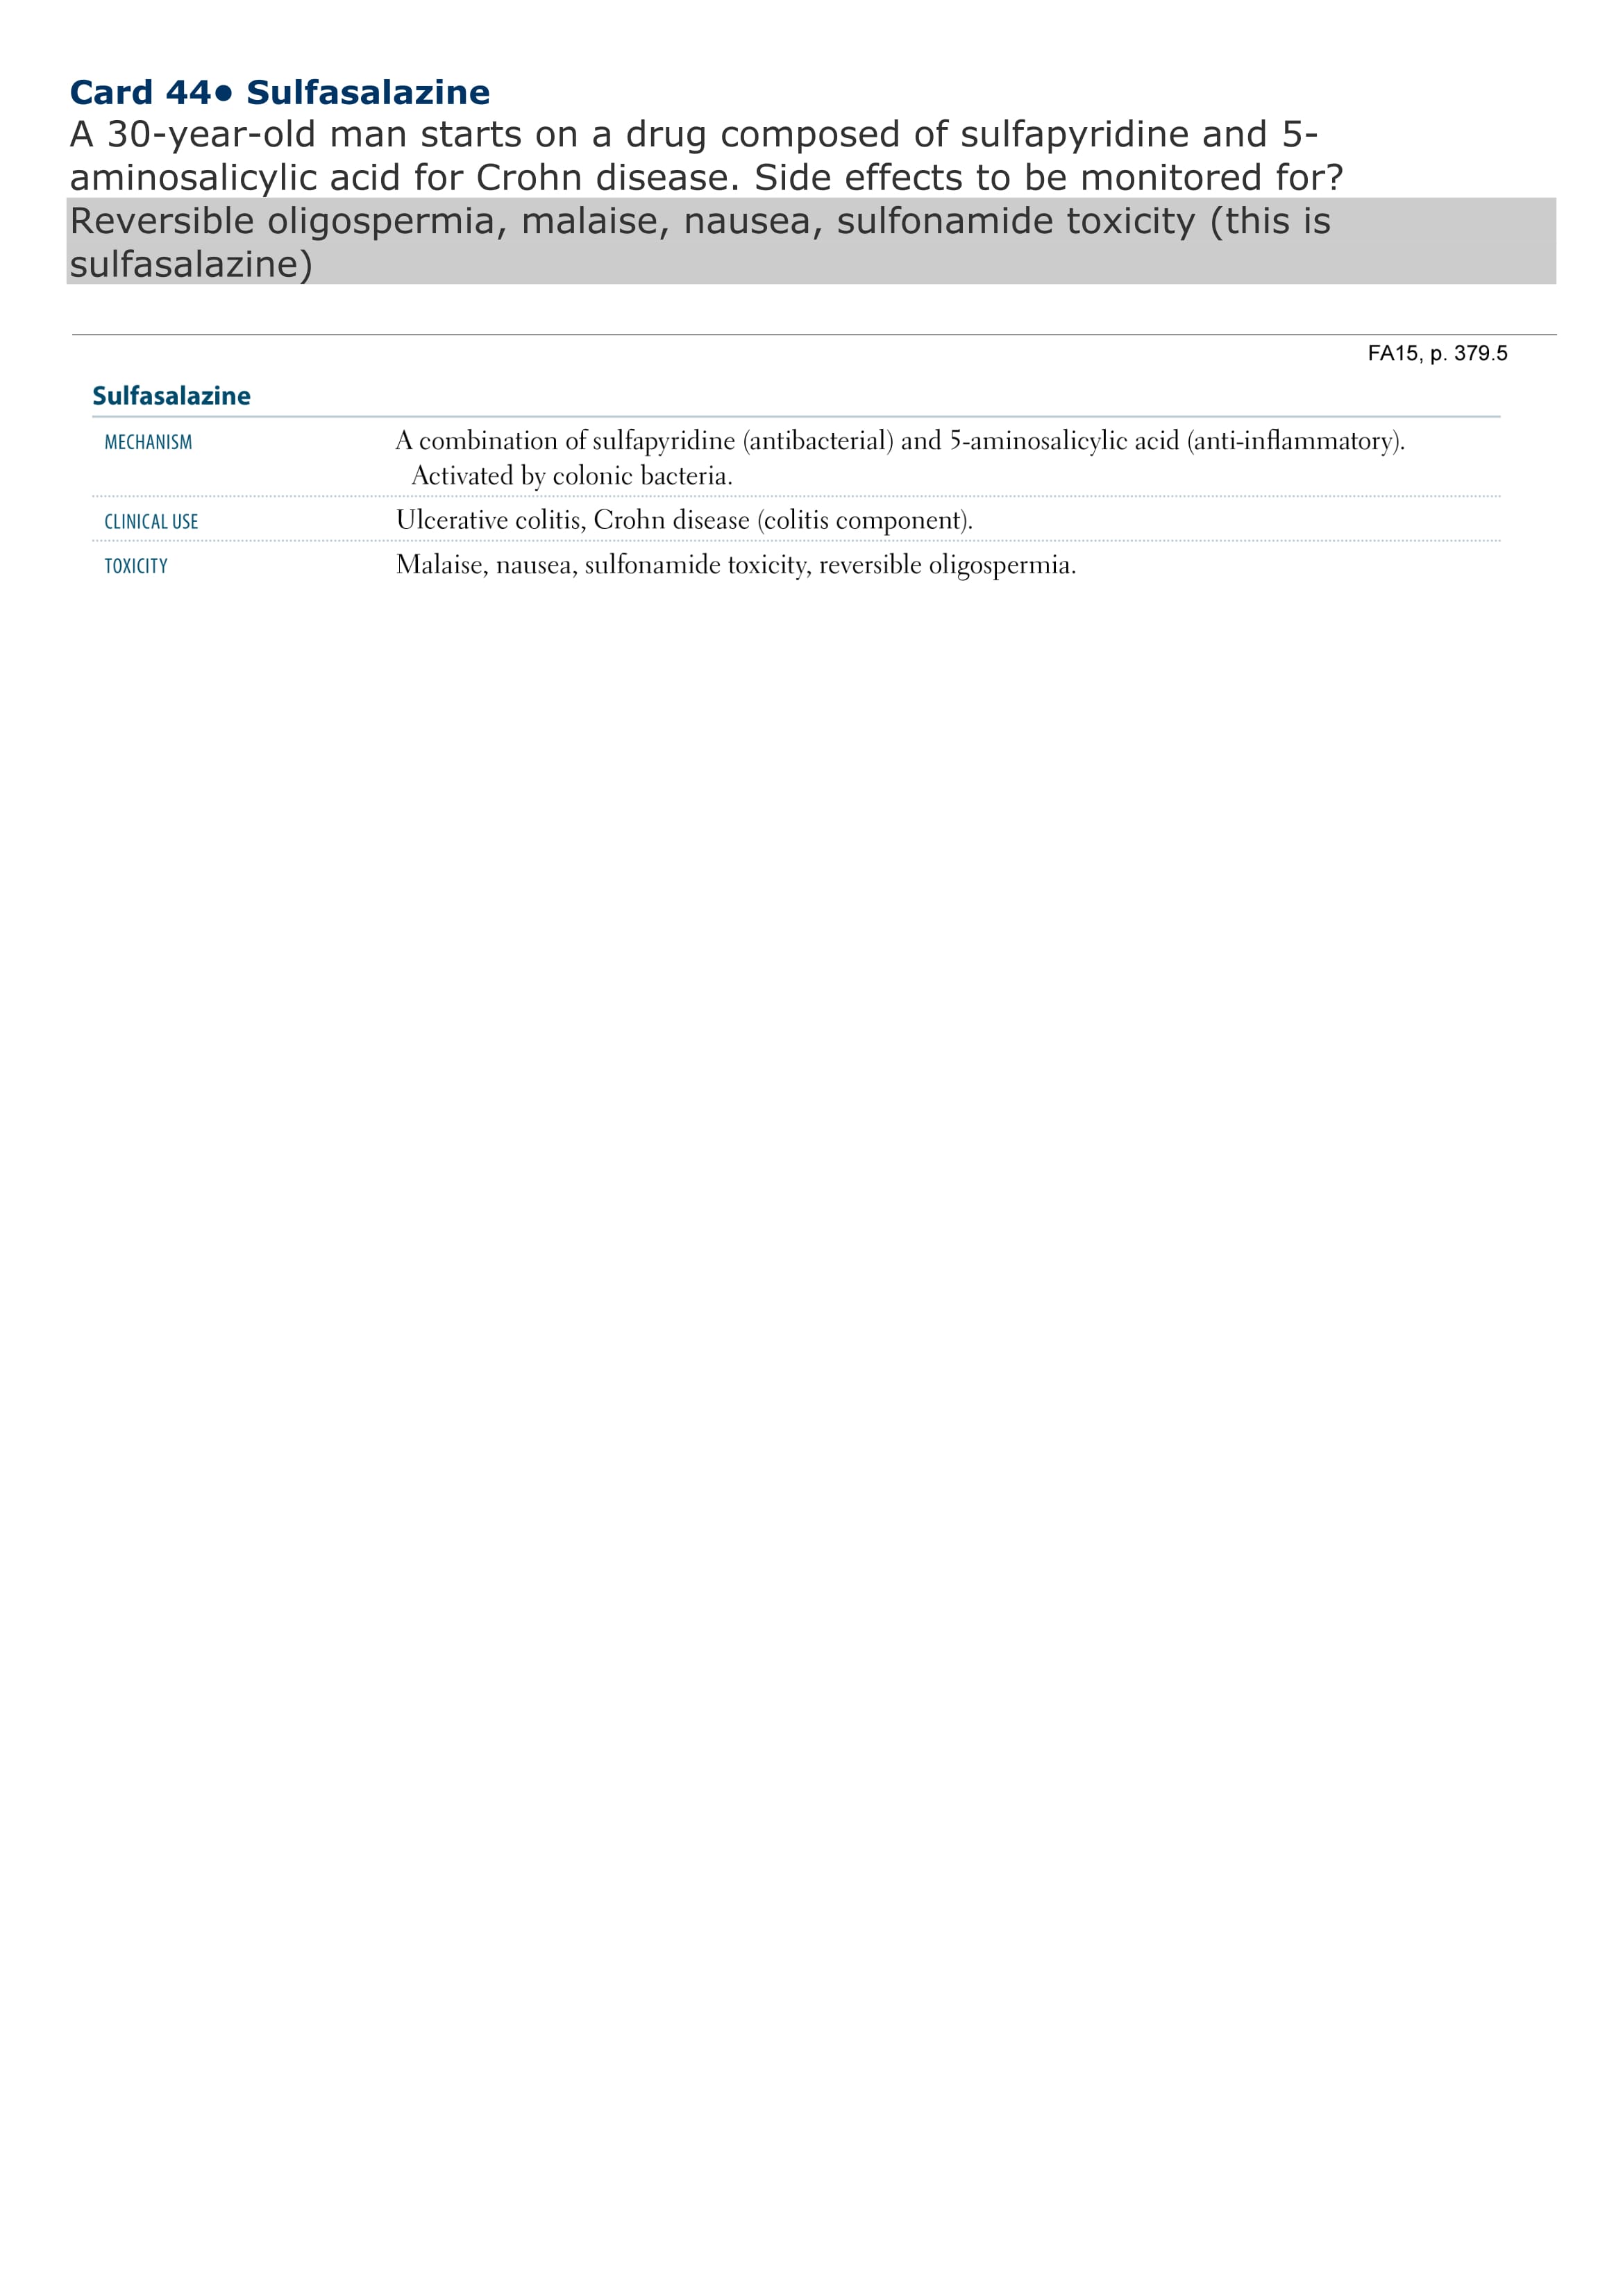 Card 44● Sulfasalazine
A 30-year-old man starts on a drug composed of sulfapyridine and 5-
aminosalicylic acid for Crohn disease. Side effects to be monitored for?
Reversible oligospermia, malaise, nausea, sulfonamide toxicity (this is
sulfasalazine)
FA15, p. 379.5
Sulfasalazine
MECHANISM A combination of sulfapyridine (antibacterial) and 5-aminosalicylic acid (anti-inflammatory).
Activated by colonic bacteria.
CLINICAL USE Ulcerative colitis, Crohn disease (colitis component).
TOXICITY Malaise, nausea, sulfonamide toxicity, reversible oligospermia.